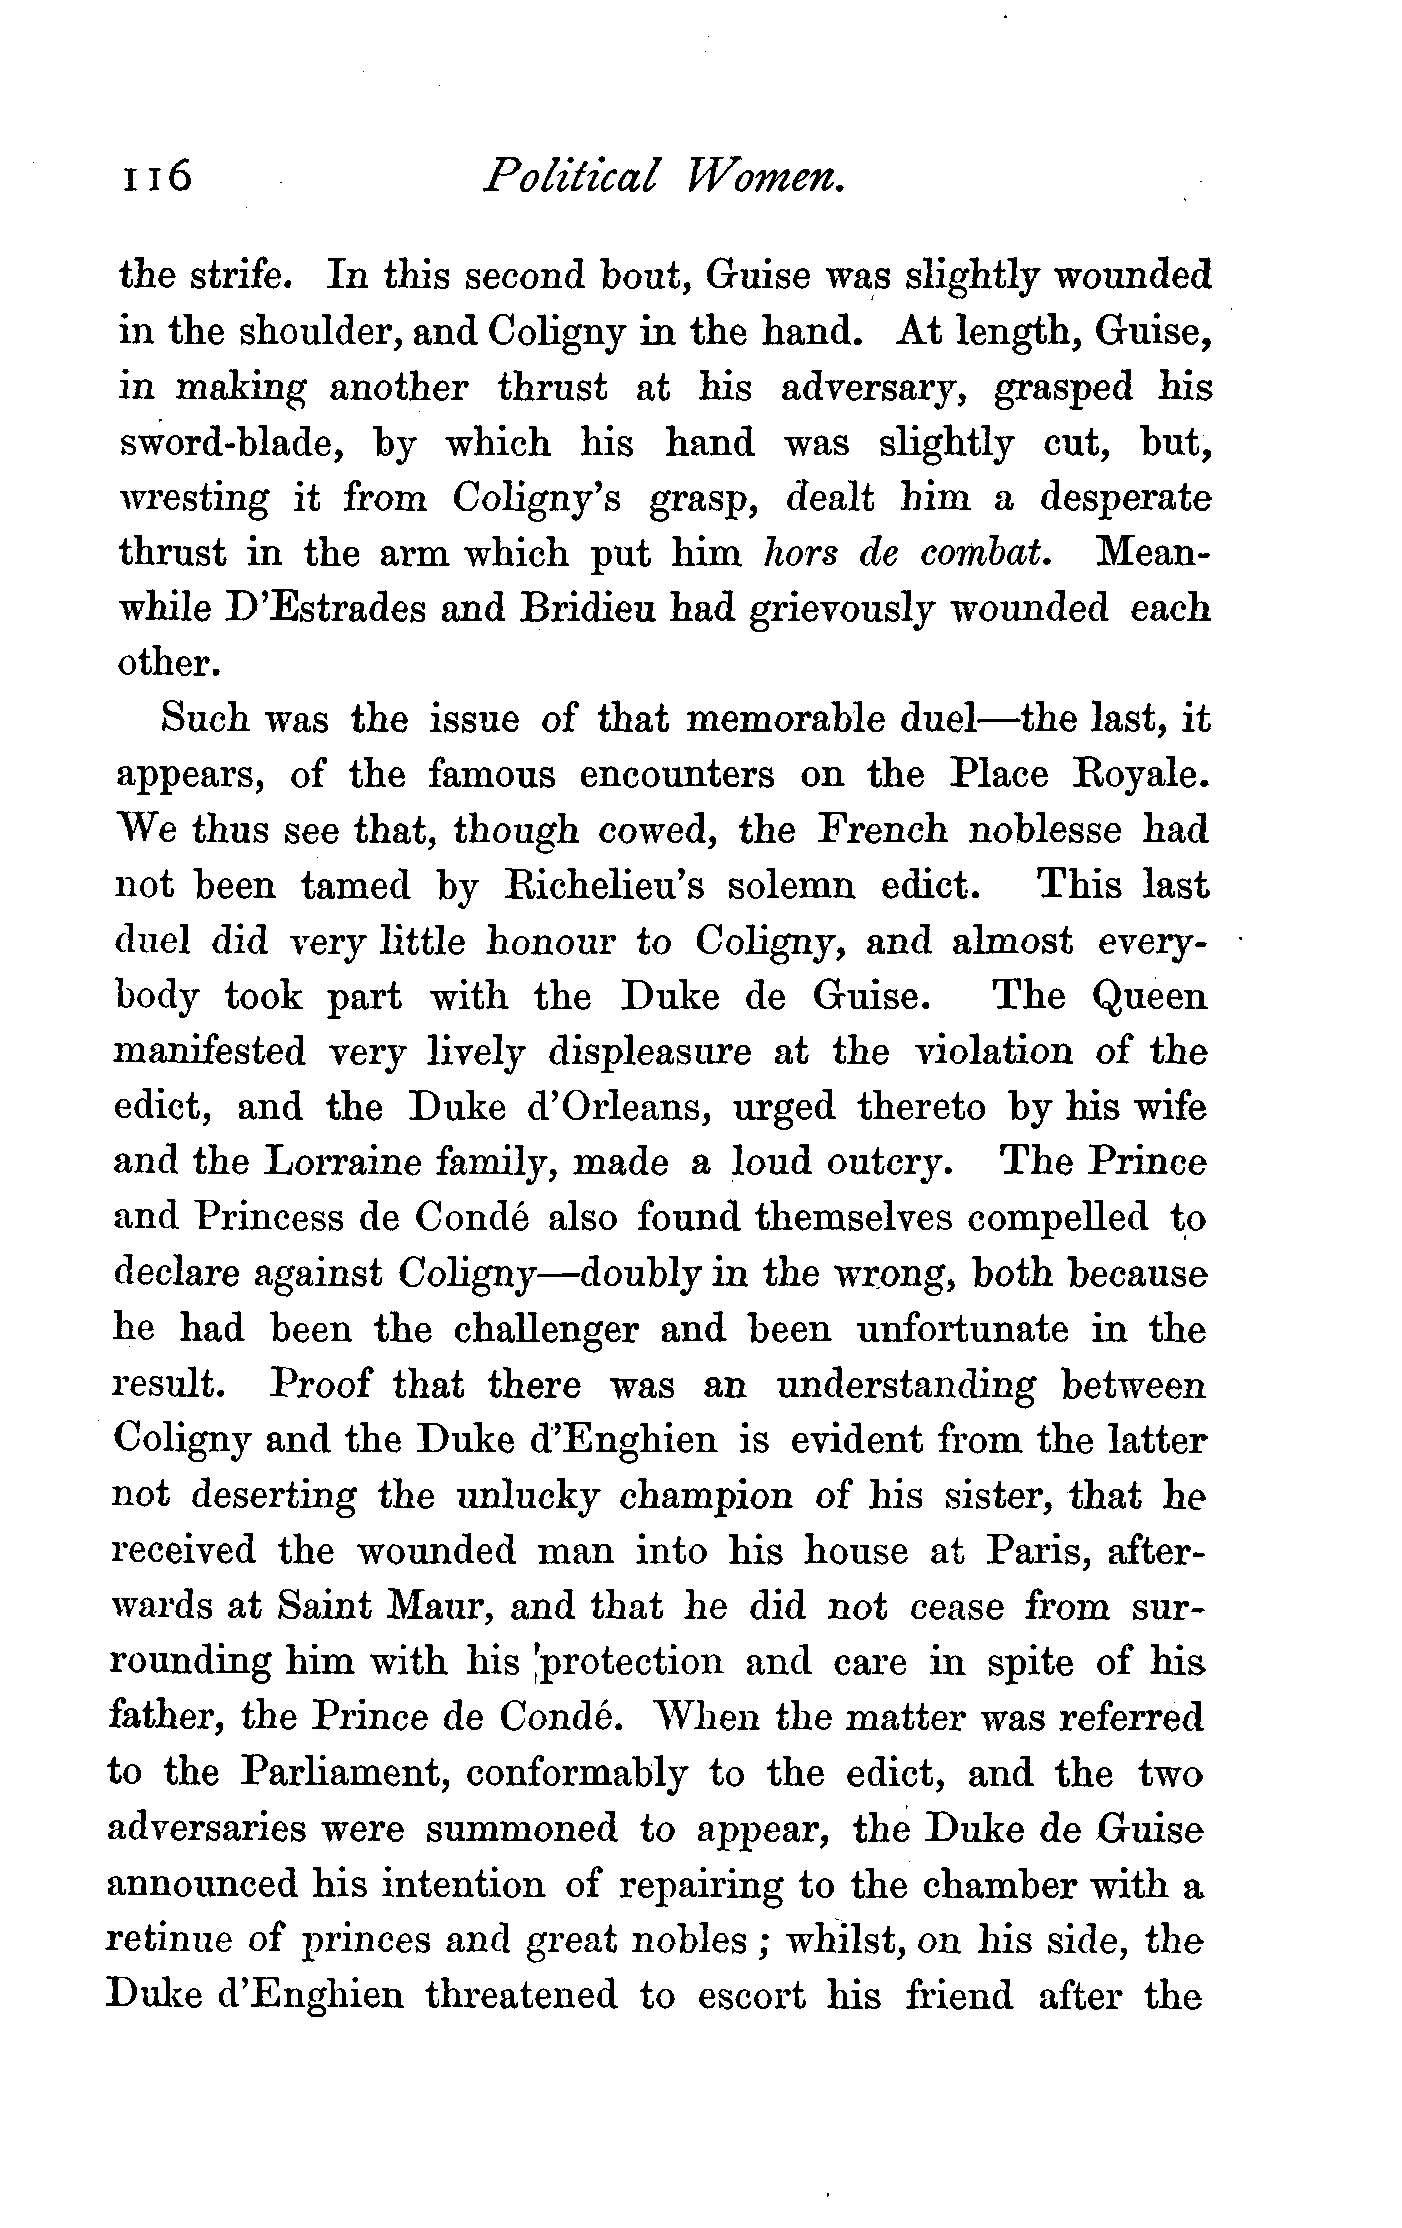 116 Political Women.
the strife. In this second bout, Guise was slightly wounded
in the shoulder, and Coligny in the hand. At length, Guise,
in making another thrust at his adversary, grasped his
sword-blade, by which his hand was slightly cut, but,
wresting it from Coligny's grasp, dealt him a desperate
thrust in the arm which put him hors de combat. Mean-
while D'Estrades and Bridieu had grievously wounded each
other.
Such was the issue of that memorable duel—the last, it
appears, of the famous encounters on the Place Royale.
We thus see that, though cowed, the French noblesse had
not been tamed by Richelieu's solemn edict. This last
duel did very little honour to Coligny, and almost every-
body took part with the Duke de Guise. The Queen
manifested very lively displeasure at the violation of the
edict, and the Duke d'Orleans, urged thereto by his wife
and the Lorraine family, made a loud outcry. The Prince
and Princess de Condé also found themselves compelled to
declare against Coligny—doubly in the wrong, both because
he had been the challenger and been unfortunate in the
result. Proof that there was an understanding between
Coligny and the Duke d'Enghien is evident from the latter
not deserting the unlucky champion of his sister, that he
received the wounded man into his house at Paris, after-
wards at Saint Maur, and that he did not cease from sur-
rounding him with his protection and care in spite of his
father, the Prince de Condé. When the matter was referred
to the Parliament, conformably to the edict, and the two
adversaries were summoned to appear, the Duke de Guise
announced his intention of repairing to the chamber with a
retinue of princes and great nobles; whilst, on his side, the
Duke d'Enghien threatened to escort his friend after the